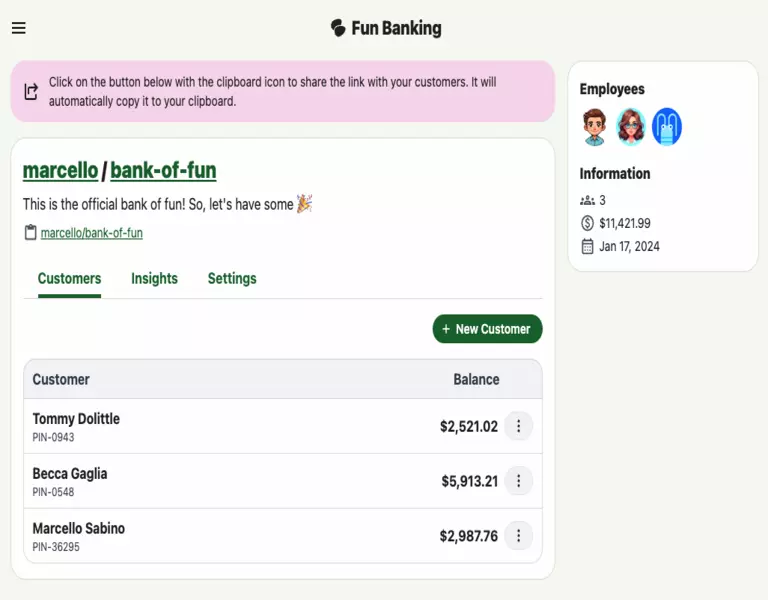 Fun Banking
Click on the button below with the clipboard icon to share the link with your customers. It will
automatically copy it to your clipboard.
marcello / bank-of-fun
This is the official bank of fun! So, let's have some 🎉
marcello/bank-of-fun
Customers Insights Settings
+ New Customer
Customer Balance
Tommy Dolittle
PIN-0943
$2,521.02
Becca Gaglia
PIN-0548
$5,913.21
Marcello Sabino
PIN-36295
$2,987.76
Employees
Information
3
$11,421.99
Jan 17, 2024